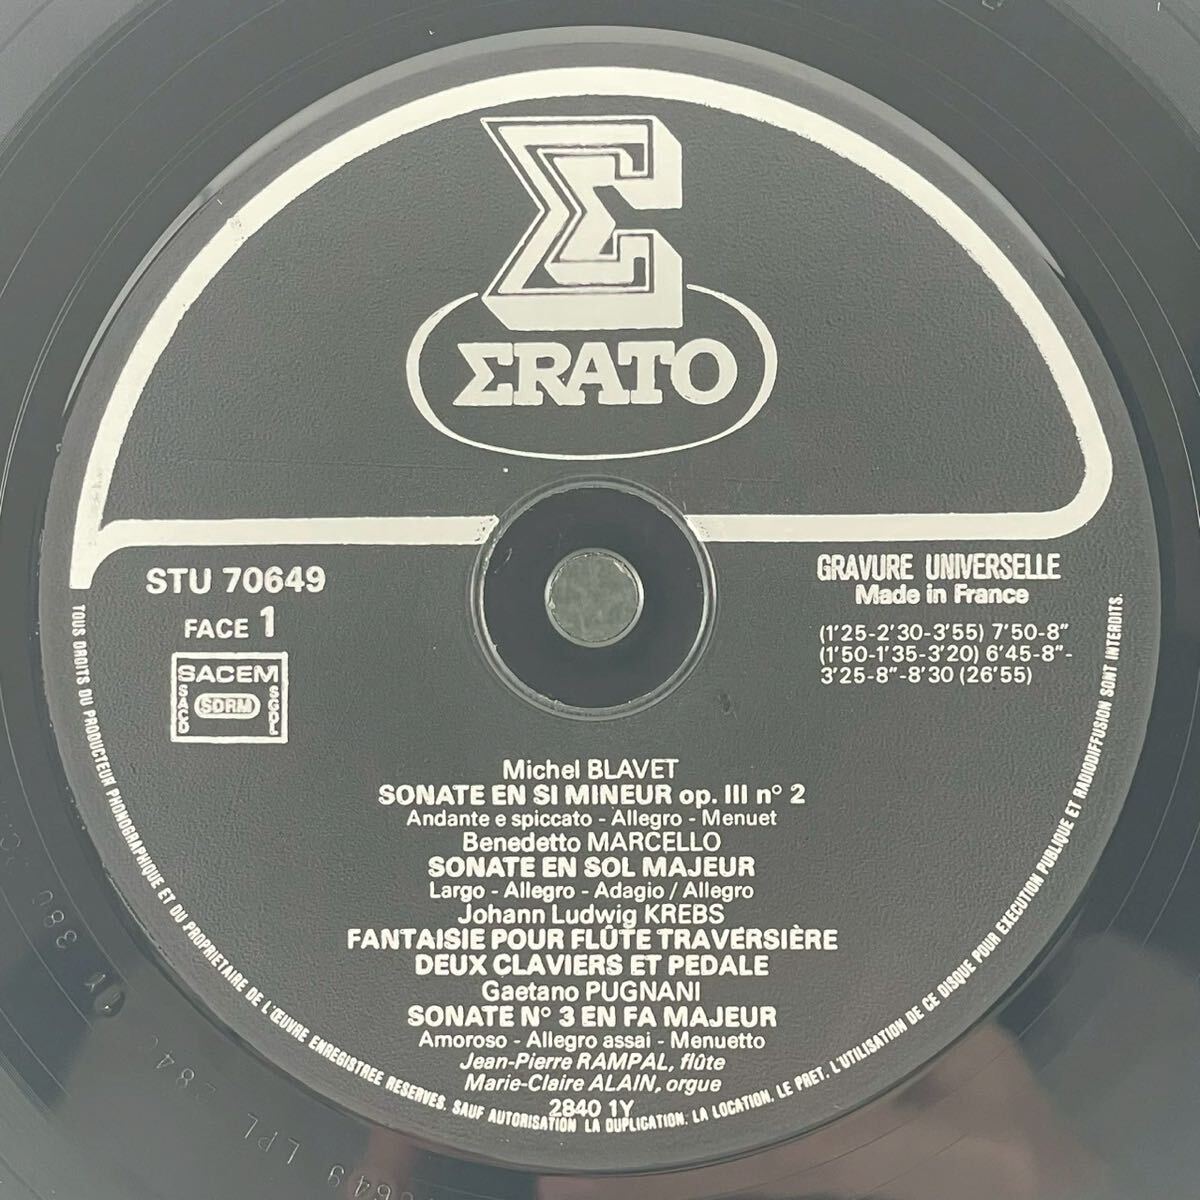 Σ
ΣRATO
STU 70649
FACE 1
SACEM
SACD
SDRM
SGDL
GRAVURE UNIVERSELLE
Made in France
(1'25-2'30-3'55) 7'50-8"
(1'50-1'35-3'20) 6'45-8"-
3'25-8"-8'30 (26'55)
Michel BLAVET
SONATE EN SI MINEUR op. III n° 2
Andante e spiccato - Allegro - Menuet
Benedetto MARCELLO
SONATE EN SOL MAJEUR
Largo - Allegro - Adagio / Allegro
Johann Ludwig KREBS
FANTAISIE POUR FLÛTE TRAVERSIÈRE
DEUX CLAVIERS ET PEDALE
Gaetano PUGNANI
SONATE N° 3 EN FA MAJEUR
Amoroso - Allegro assai - Menuetto
Jean-Pierre RAMPAL, flûte
Marie-Claire ALAIN, orgue
2840 1Y
TOUS DROITS DU PRODUCTEUR PHONOGRAPHIQUE ET DU PROPRIETAIRE DE L'ŒUVRE ENREGISTREE RESERVES. SAUF AUTORISATION LA DUPLICATION. LA LOCATION. LE PRET. L'UTILISATION DE CE DISQUE POUR EXECUTION PUBLIQUE ET RADIODIFFUSION SONT INTERDITS.